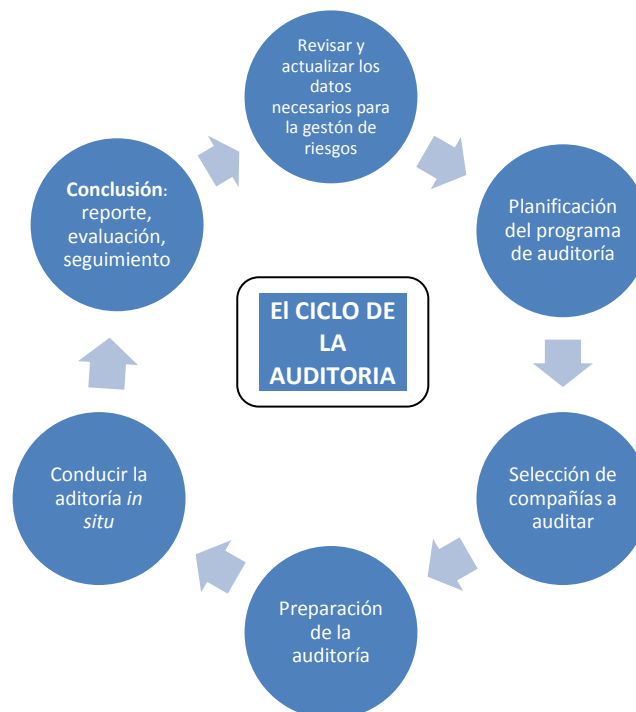 Revisar y
actualizar los
datos
necesarios para
la gestión de
riesgos
Planificación
del programa
de auditoría
Selección de
compañías a
auditar
Preparación
de la
auditoría
Conducir la
aditoría in
situ
Conclusión:
reporte,
evaluación,
seguimiento
El CICLO DE
LA
AUDITORIA